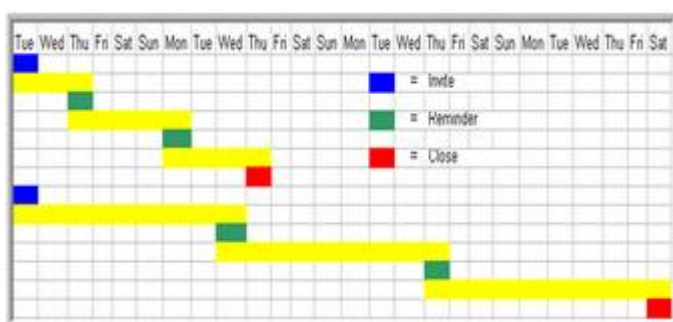 Tue Wed Thu Fri Sat Sun Mon Tue Wed Thu Fri Sat Sun Mon Tue Wed Thu Fri Sat Sun Mon Tue Wed Thu Fri Sat
= Invite
= Reminder
= Close